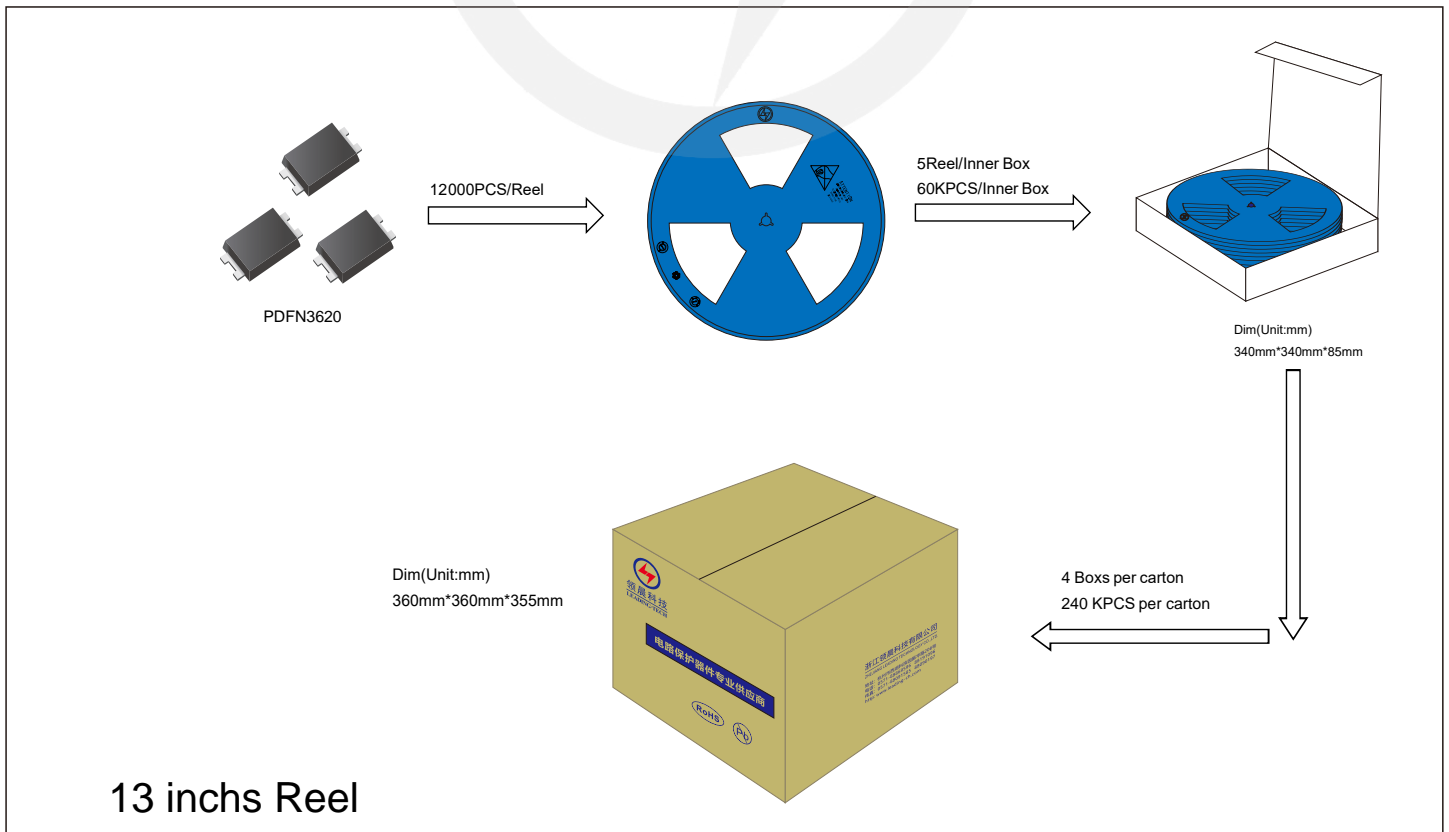 12000PCS/Reel
5Reel/Inner Box
60KPCS/Inner Box
PDFN3620
Dim(Unit:mm)
340mm*340mm*85mm
4 Boxs per carton
240 KPCS per carton
Dim(Unit:mm)
360mm*360mm*355mm
领晨科技
LEADING-TECH
电路保护器件专业供应商
RoHS
Pb
浙江领晨科技有限公司
13 inchs Reel